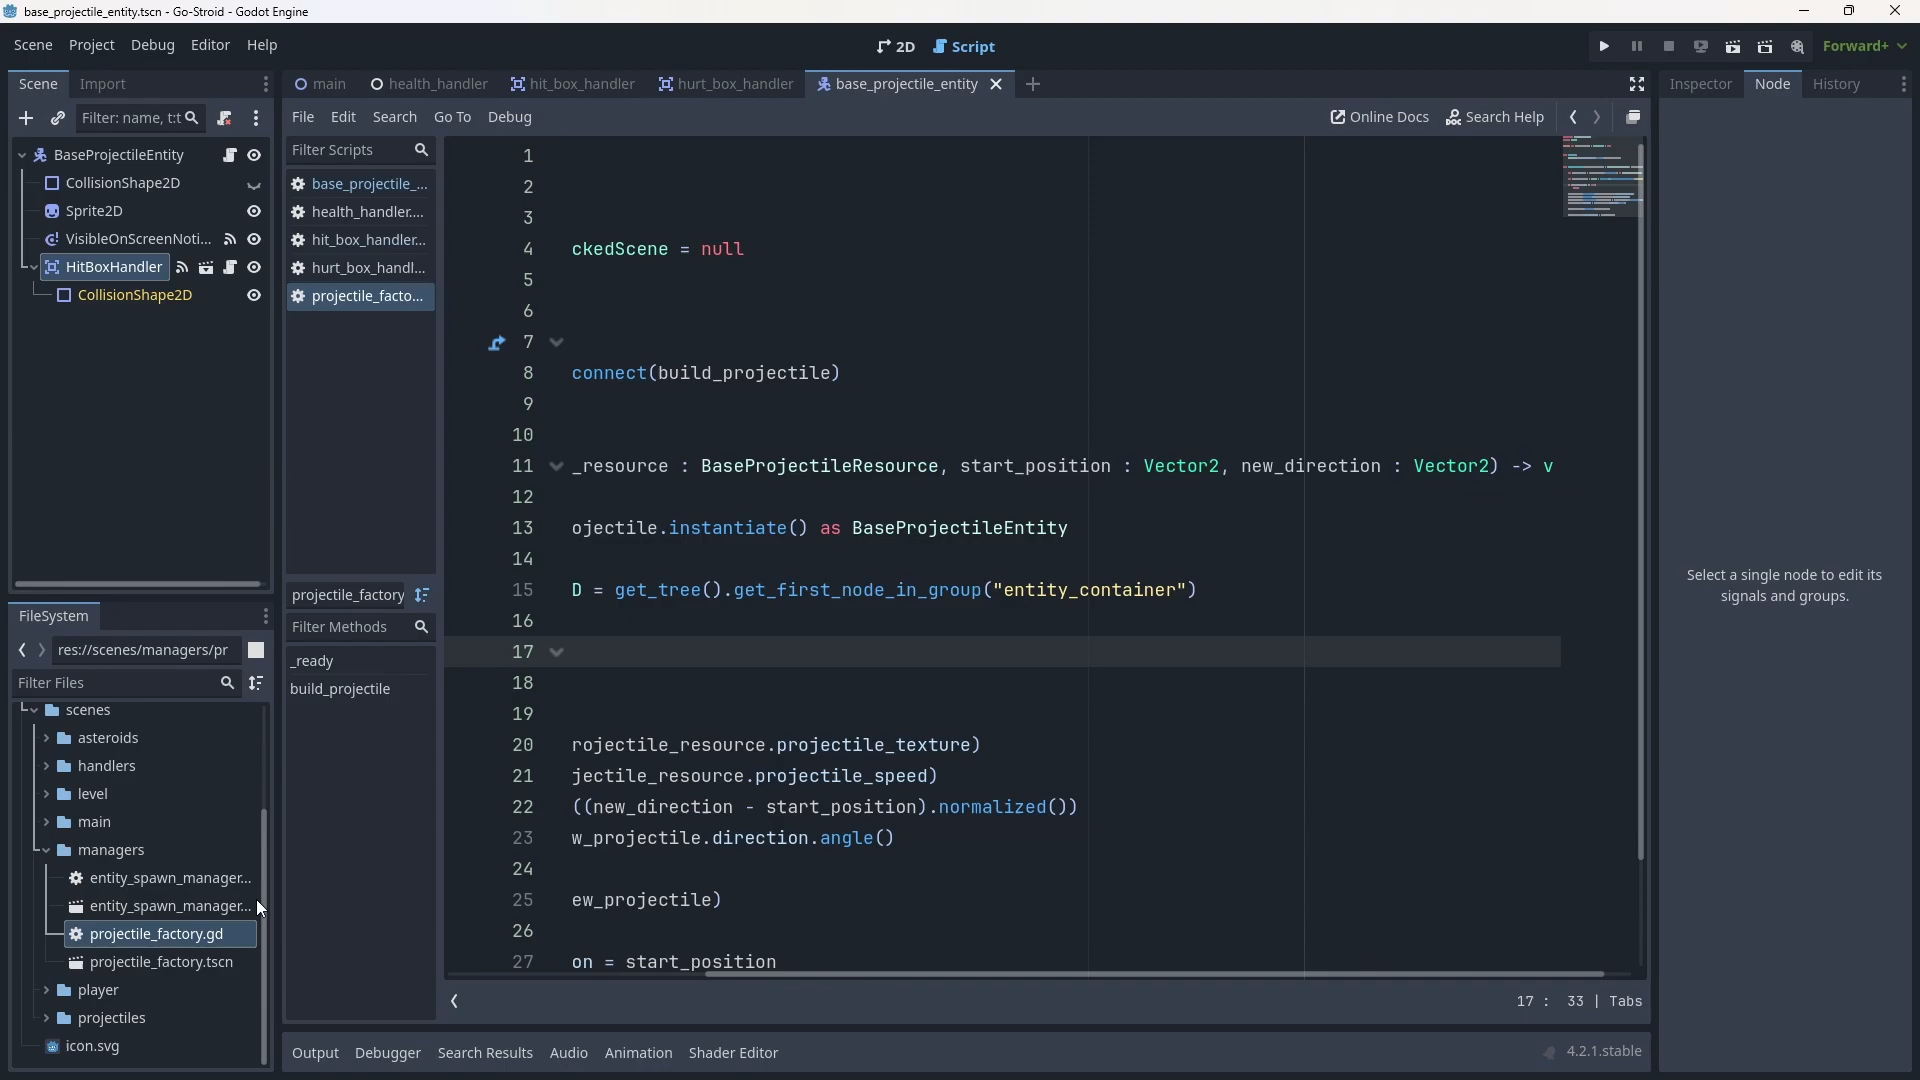 base_projectile_entity.tscn - Go-Stroid - Godot Engine
Scene Project Debug Editor Help
2D Script
Forward+
Scene Import
main health_handler hit_box_handler hurt_box_handler base_projectile_entity
Inspector Node History
Filter: name, t:t
File Edit Search Go To Debug
Online Docs Search Help
Filter Scripts
BaseProjectileEntity
CollisionShape2D
Sprite2D
VisibleOnScreenNoti...
HitBoxHandler
CollisionShape2D
base_projectile_...
health_handler....
hit_box_handler...
hurt_box_handl...
projectile_facto...
projectile_factory
Filter Methods
_ready
build_projectile
1
2
3
4 ckedScene = null
5
6
7
8 connect(build_projectile)
9
10
11 _resource : BaseProjectileResource, start_position : Vector2, new_direction : Vector2) -> v
12
13 ojectile.instantiate() as BaseProjectileEntity
14
15 D = get_tree().get_first_node_in_group("entity_container")
16
17
18
19
20 rojectile_resource.projectile_texture)
21 jectile_resource.projectile_speed)
22 ((new_direction - start_position).normalized())
23 w_projectile.direction.angle()
24
25 ew_projectile)
26
27 on = start_position
17 : 33 | Tabs
Select a single node to edit its
signals and groups.
FileSystem
res://scenes/managers/pr
Filter Files
scenes
asteroids
handlers
level
main
managers
entity_spawn_manager...
entity_spawn_manager...
projectile_factory.gd
projectile_factory.tscn
player
projectiles
icon.svg
Output Debugger Search Results Audio Animation Shader Editor
4.2.1.stable